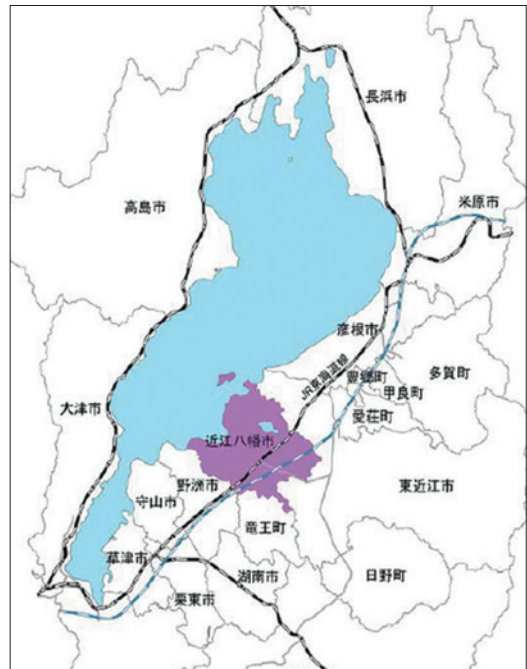 長浜市
米原市
高島市
彦根市
JR東海道線
豊郷町
多賀町
甲良町
大津市
愛荘町
近江八幡市
野洲市
東近江市
守山市
竜王町
草津市
湖南市
日野町
栗東市